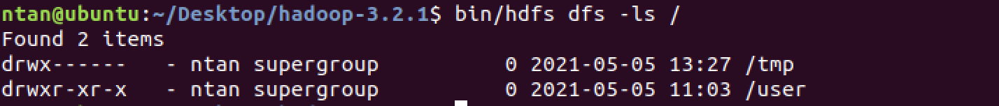 ntan@ubuntu:~/Desktop/hadoop-3.2.1$ bin/hdfs dfs -ls /
Found 2 items
drwx------   - ntan supergroup          0 2021-05-05 13:27 /tmp
drwxr-xr-x   - ntan supergroup          0 2021-05-05 11:03 /user